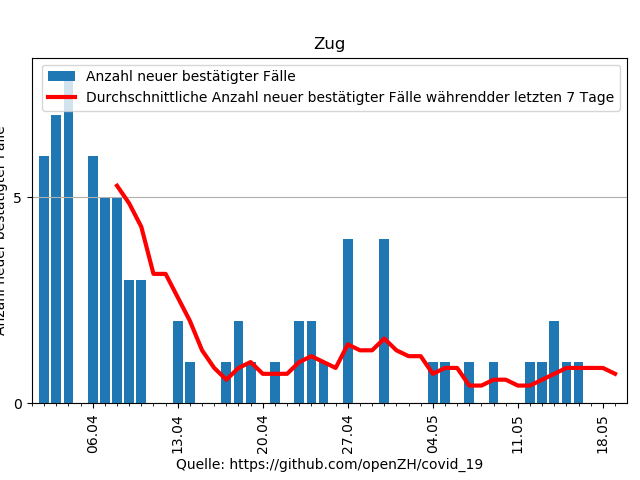 Zug
Anzahl neuer bestätigter Fälle
Durchschnittliche Anzahl neuer bestätigter Fälle währendder letzten 7 Tage
Anzahl neuer bestätigter Fälle
5
0
06.04
13.04
20.04
27.04
04.05
11.05
18.05
Quelle: https://github.com/openZH/covid_19